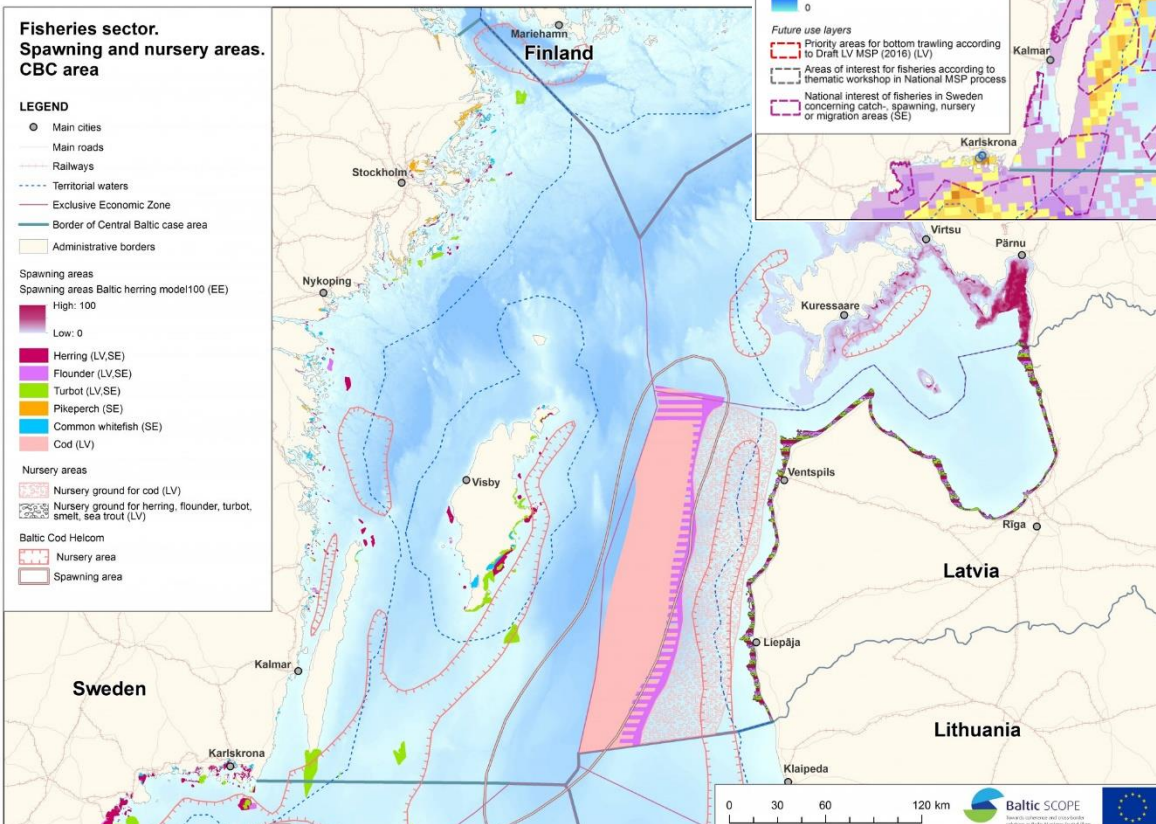 Fisheries sector.
Spawning and nursery areas.
CBC area
LEGEND
Main cities
Main roads
Railways
Territorial waters
Exclusive Economic Zone
Border of Central Baltic case area
Administrative borders
Spawning areas
Spawning areas Baltic herring model100 (EE)
High: 100
Low: 0
Herring (LV,SE)
Flounder (LV,SE)
Turbot (LV,SE)
Pikeperch (SE)
Common whitefish (SE)
Cod (LV)
Nursery areas
Nursery ground for cod (LV)
Nursery ground for herring, flounder, turbot,
smelt, sea trout (LV)
Baltic Cod Helcom
Nursery area
Spawning area
0
Future use layers
Priority areas for bottom trawling according
to Draft LV MSP (2016) (LV)
Areas of interest for fisheries according to
thematic workshop in National MSP process
National interest of fisheries in Sweden
concerning catch-, spawning, nursery
or migration areas (SE)
Kalmar
Karlskrona
Mariehamn
Finland
Stockholm
Nykoping
Virtsu
Pärnu
Kuressaare
Visby
Ventspils
Rīga
Latvia
Liepāja
Kalmar
Sweden
Lithuania
Karlskrona
Klaipeda
0 30 60 120 km
Baltic SCOPE